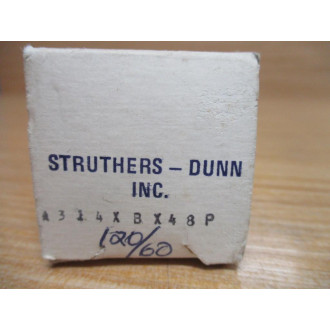 STRUTHERS – DUNN
INC.
A314XBX48P
120/60